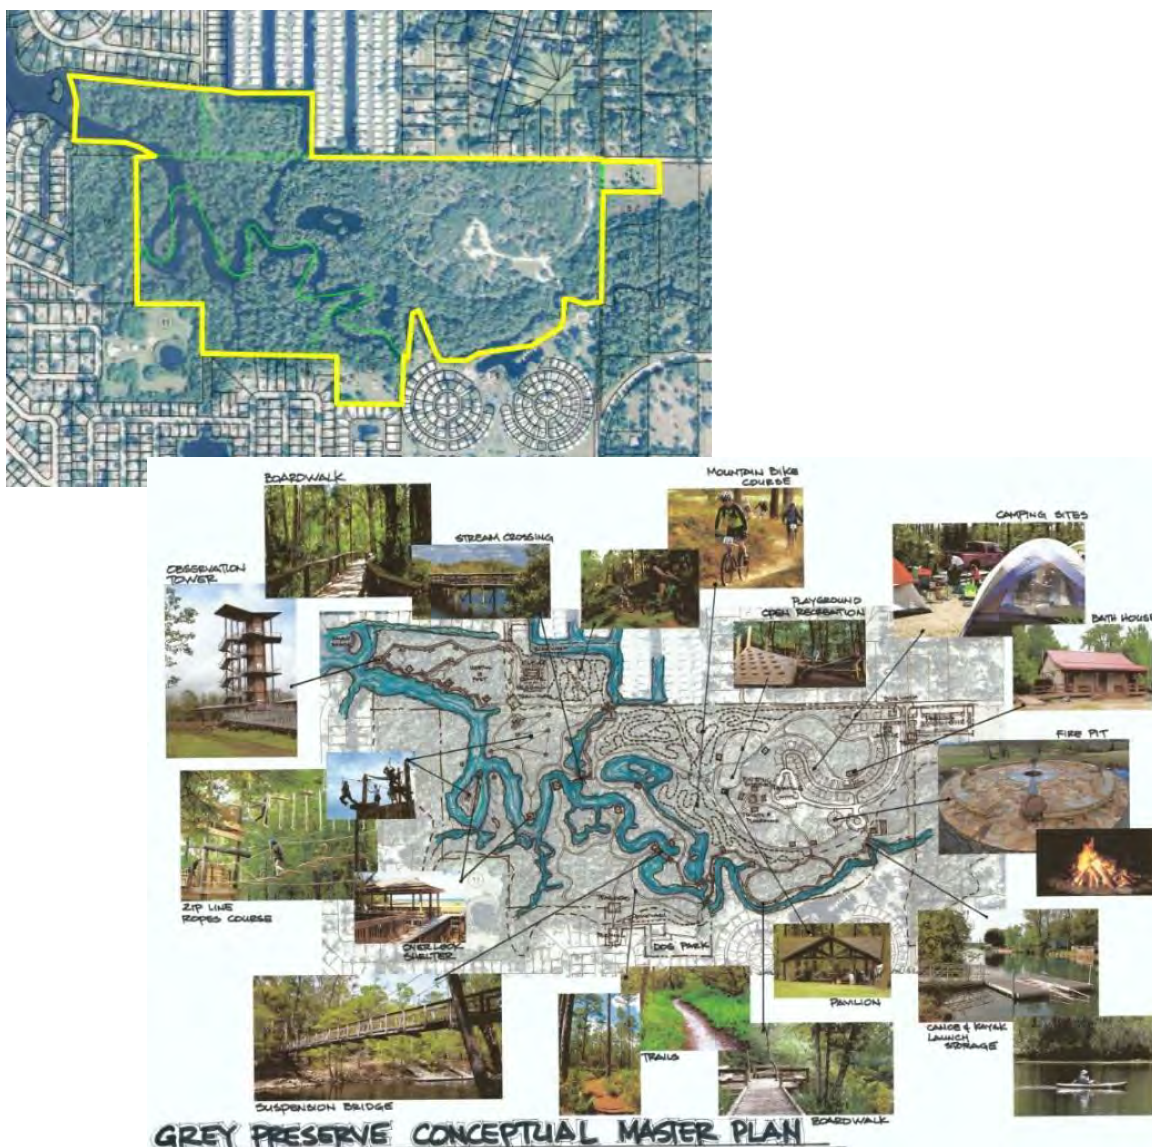 BOARDWALK
MOUNTAIN BIKE
COURSE
STREAM CROSSING
CAMPING SITES
OBSERVATION
TOWER
PLAYGROUND
OPEN RECREATION
BATH HOUSE
FIRE PIT
ZIP LINE
ROPES COURSE
OVERLOOK
SHELTER
DOG PARK
PAVILION
CANOE & KAYAK
LAUNCH
STORAGE
TRAILS
SUSPENSION BRIDGE
BOARDWALK
GREY PRESERVE CONCEPTUAL MASTER PLAN